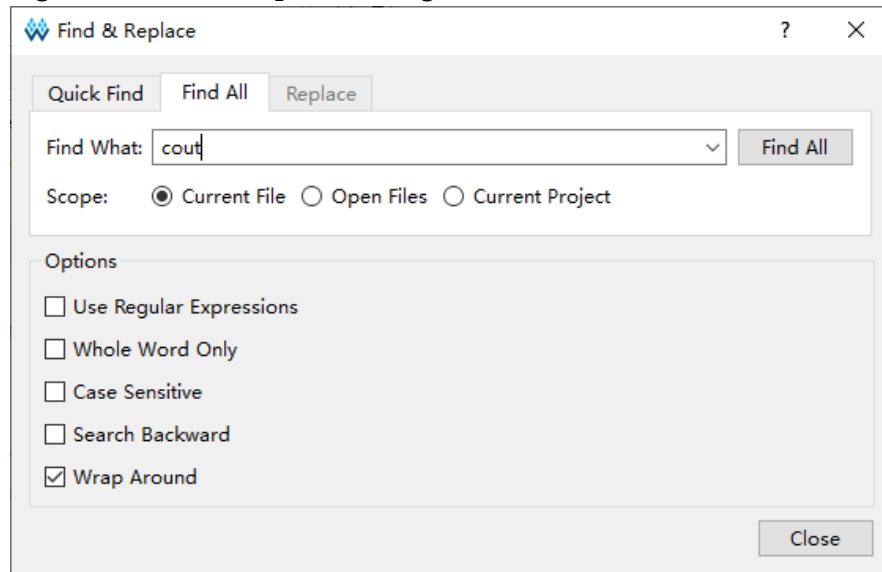 Find & Replace ?
Quick Find Find All Replace
Find What: cout Find All
Scope: Current File Open Files Current Project
Options
Use Regular Expressions
Whole Word Only
Case Sensitive
Search Backward
Wrap Around
Close